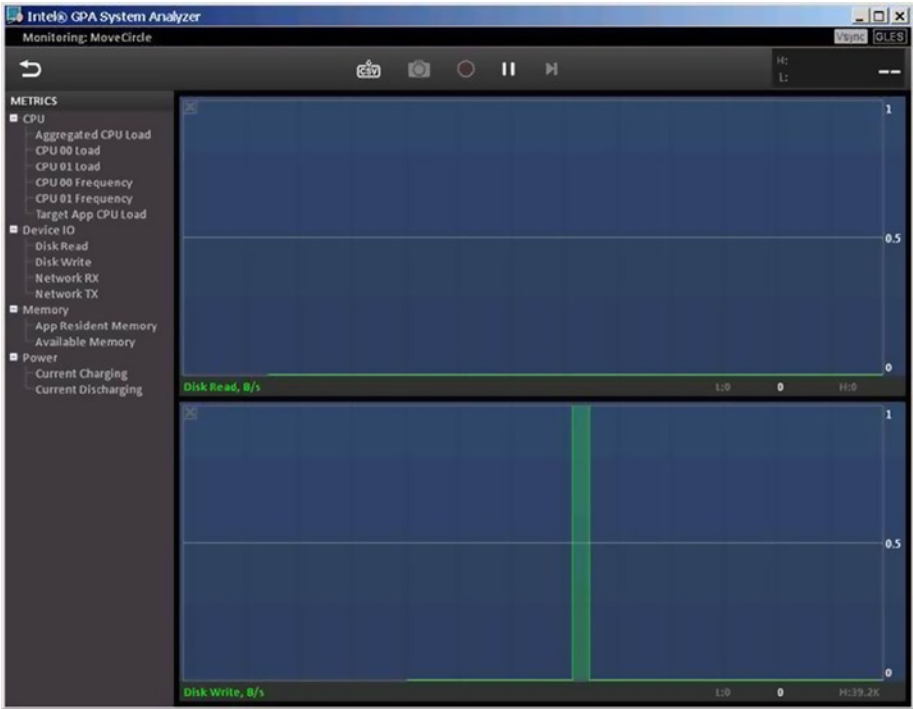 Intel® GPA System Analyzer
Monitoring: MoveCircle
Vsync GLES
CSV
H:
L:
--
METRICS
CPU
Aggregated CPU Load
CPU 00 Load
CPU 01 Load
CPU 00 Frequency
CPU 01 Frequency
Target App CPU Load
Device IO
Disk Read
Disk Write
Network RX
Network TX
Memory
App Resident Memory
Available Memory
Power
Current Charging
Current Discharging
1
0.5
0
Disk Read, B/s L:0 0 H:0
1
0.5
0
Disk Write, B/s L:0 0 H:39.2K